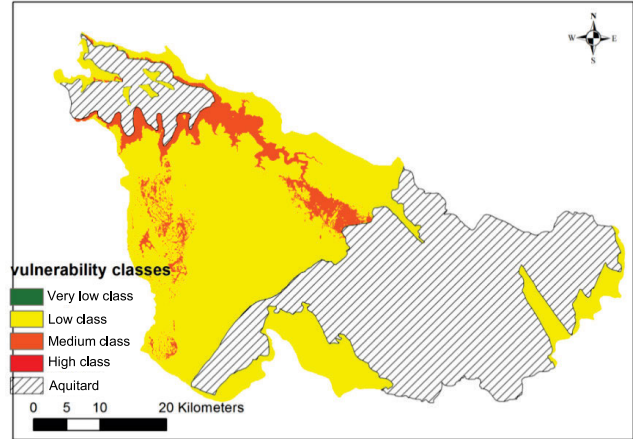 N
W E
S
vulnerability classes
Very low class
Low class
Medium class
High class
Aquitard
0 5 10 20 Kilometers